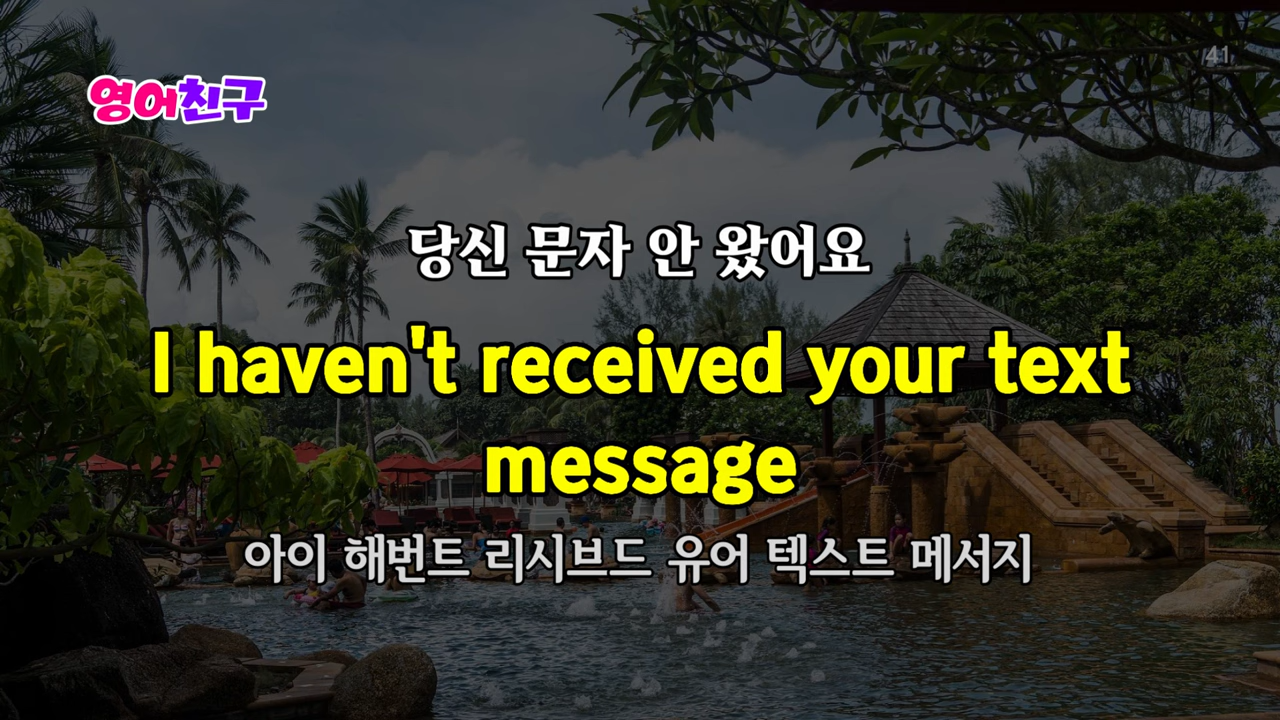 41
영어친구
당신 문자 안 왔어요
I haven't received your text
message
아이 해번트 리시브드 유어 텍스트 메서지